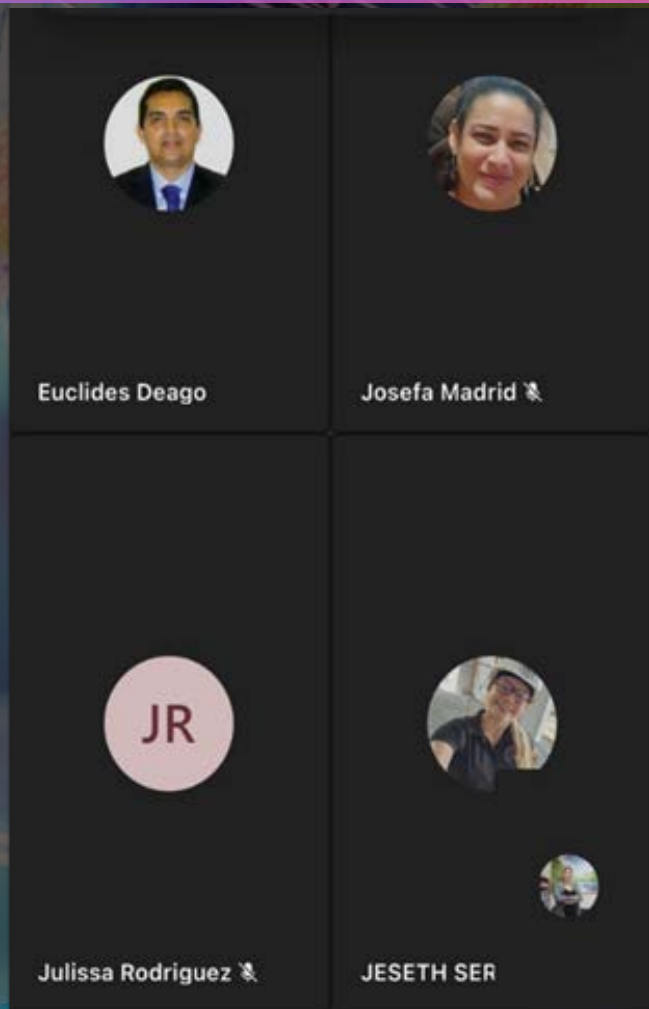 Euclides Deago
Josefa Madrid
JR
Julissa Rodriguez
JESETH SER